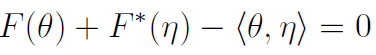 F(θ) + F*(η) − ⟨θ, η⟩ = 0